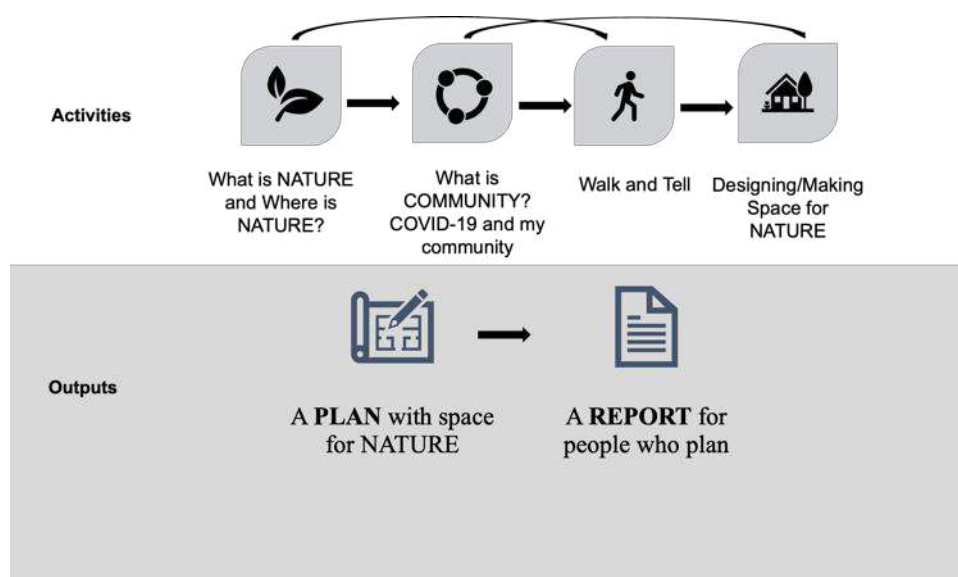 Activities
What is NATURE
and Where is
NATURE?
What is
COMMUNITY?
COVID-19 and my
community
Walk and Tell
Designing/Making
Space for
NATURE
Outputs
A PLAN with space
for NATURE
A REPORT for
people who plan